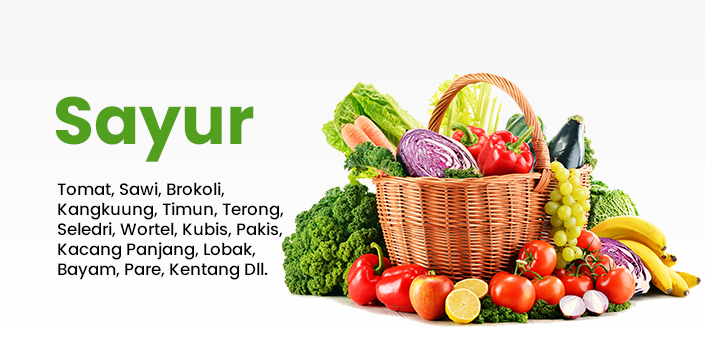 Sayur
Tomat, Sawi, Brokoli,
Kangkuung, Timun, Terong,
Seledri, Wortel, Kubis, Pakis,
Kacang Panjang, Lobak,
Bayam, Pare, Kentang Dll.